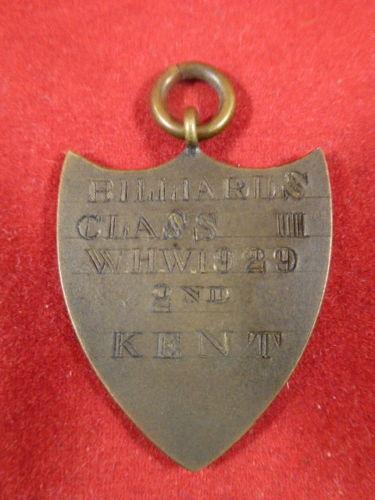 BILLIARDS
CLASS III
W.H.W. 1929
2ND
KENT